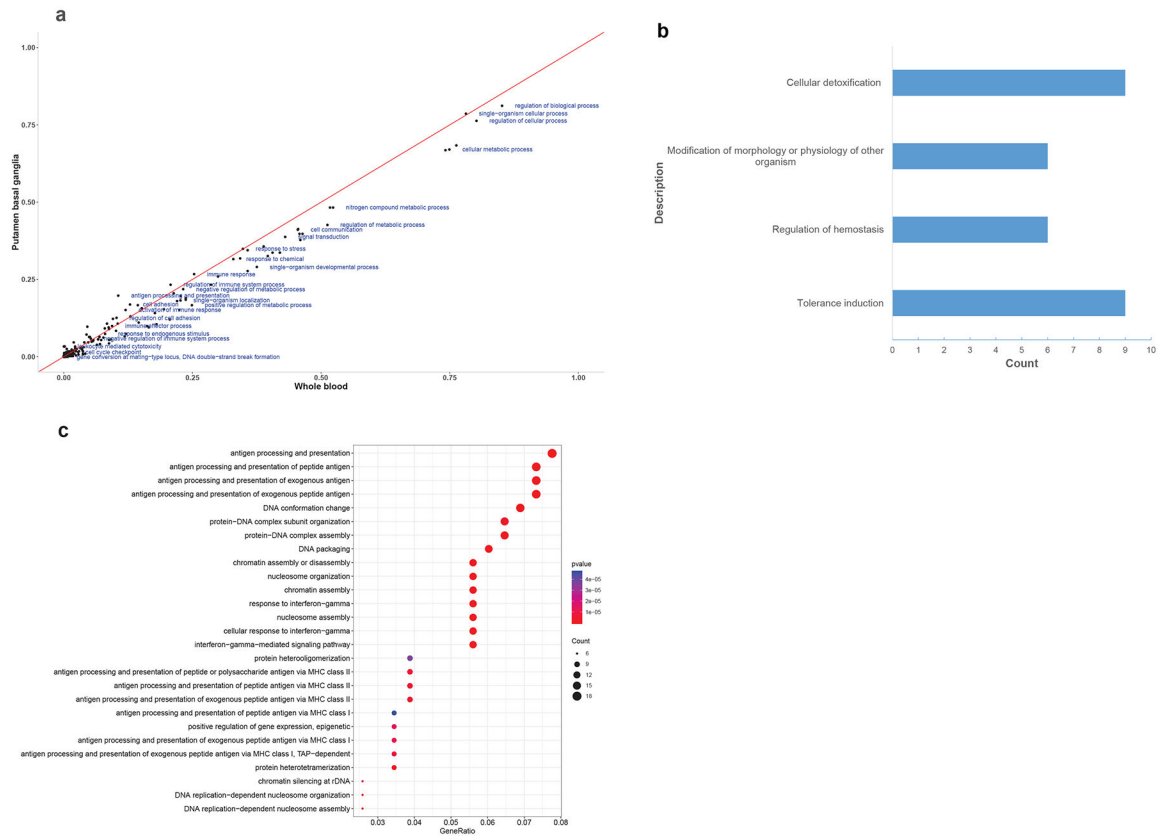 a
1.00
0.75
0.50
0.25
0.00
Putamen basal ganglia
regulation of biological process
single−organism cellular process
regulation of cellular process
cellular metabolic process
nitrogen compound metabolic process
regulation of metabolic process
cell communication
signal transduction
response to stress
response to chemical
single−organism developmental process
immune response
regulation of immune system process
negative regulation of metabolic process
antigen processing and presentation
single−organism localization
cell adhesion
positive regulation of metabolic process
activation of immune response
regulation of cell adhesion
immune effector process
response to endogenous stimulus
negative regulation of immune system process
leukocyte mediated cytotoxicity
cell cycle checkpoint
gene conversion at mating−type locus, DNA double−strand break formation
0.00
0.25
0.50
0.75
1.00
Whole blood
b
Description
Cellular detoxification
Modification of morphology or physiology of other
organism
Regulation of hemostasis
Tolerance induction
0 1 2 3 4 5 6 7 8 9 10
Count
c
antigen processing and presentation
antigen processing and presentation of peptide antigen
antigen processing and presentation of exogenous antigen
antigen processing and presentation of exogenous peptide antigen
DNA conformation change
protein−DNA complex subunit organization
protein−DNA complex assembly
DNA packaging
chromatin assembly or disassembly
nucleosome organization
chromatin assembly
response to interferon−gamma
nucleosome assembly
cellular response to interferon−gamma
interferon−gamma−mediated signaling pathway
protein heterooligomerization
antigen processing and presentation of peptide or polysaccharide antigen via MHC class II
antigen processing and presentation of peptide antigen via MHC class II
antigen processing and presentation of exogenous peptide antigen via MHC class II
antigen processing and presentation of peptide antigen via MHC class I
positive regulation of gene expression, epigenetic
antigen processing and presentation of exogenous peptide antigen via MHC class I
antigen processing and presentation of exogenous peptide antigen via MHC class I, TAP−dependent
protein heterotetramerization
chromatin silencing at rDNA
DNA replication−dependent nucleosome organization
DNA replication−dependent nucleosome assembly
0.03 0.04 0.05 0.06 0.07 0.08
GeneRatio
pvalue
4e−05
3e−05
2e−05
1e−05
Count
6
9
12
15
18